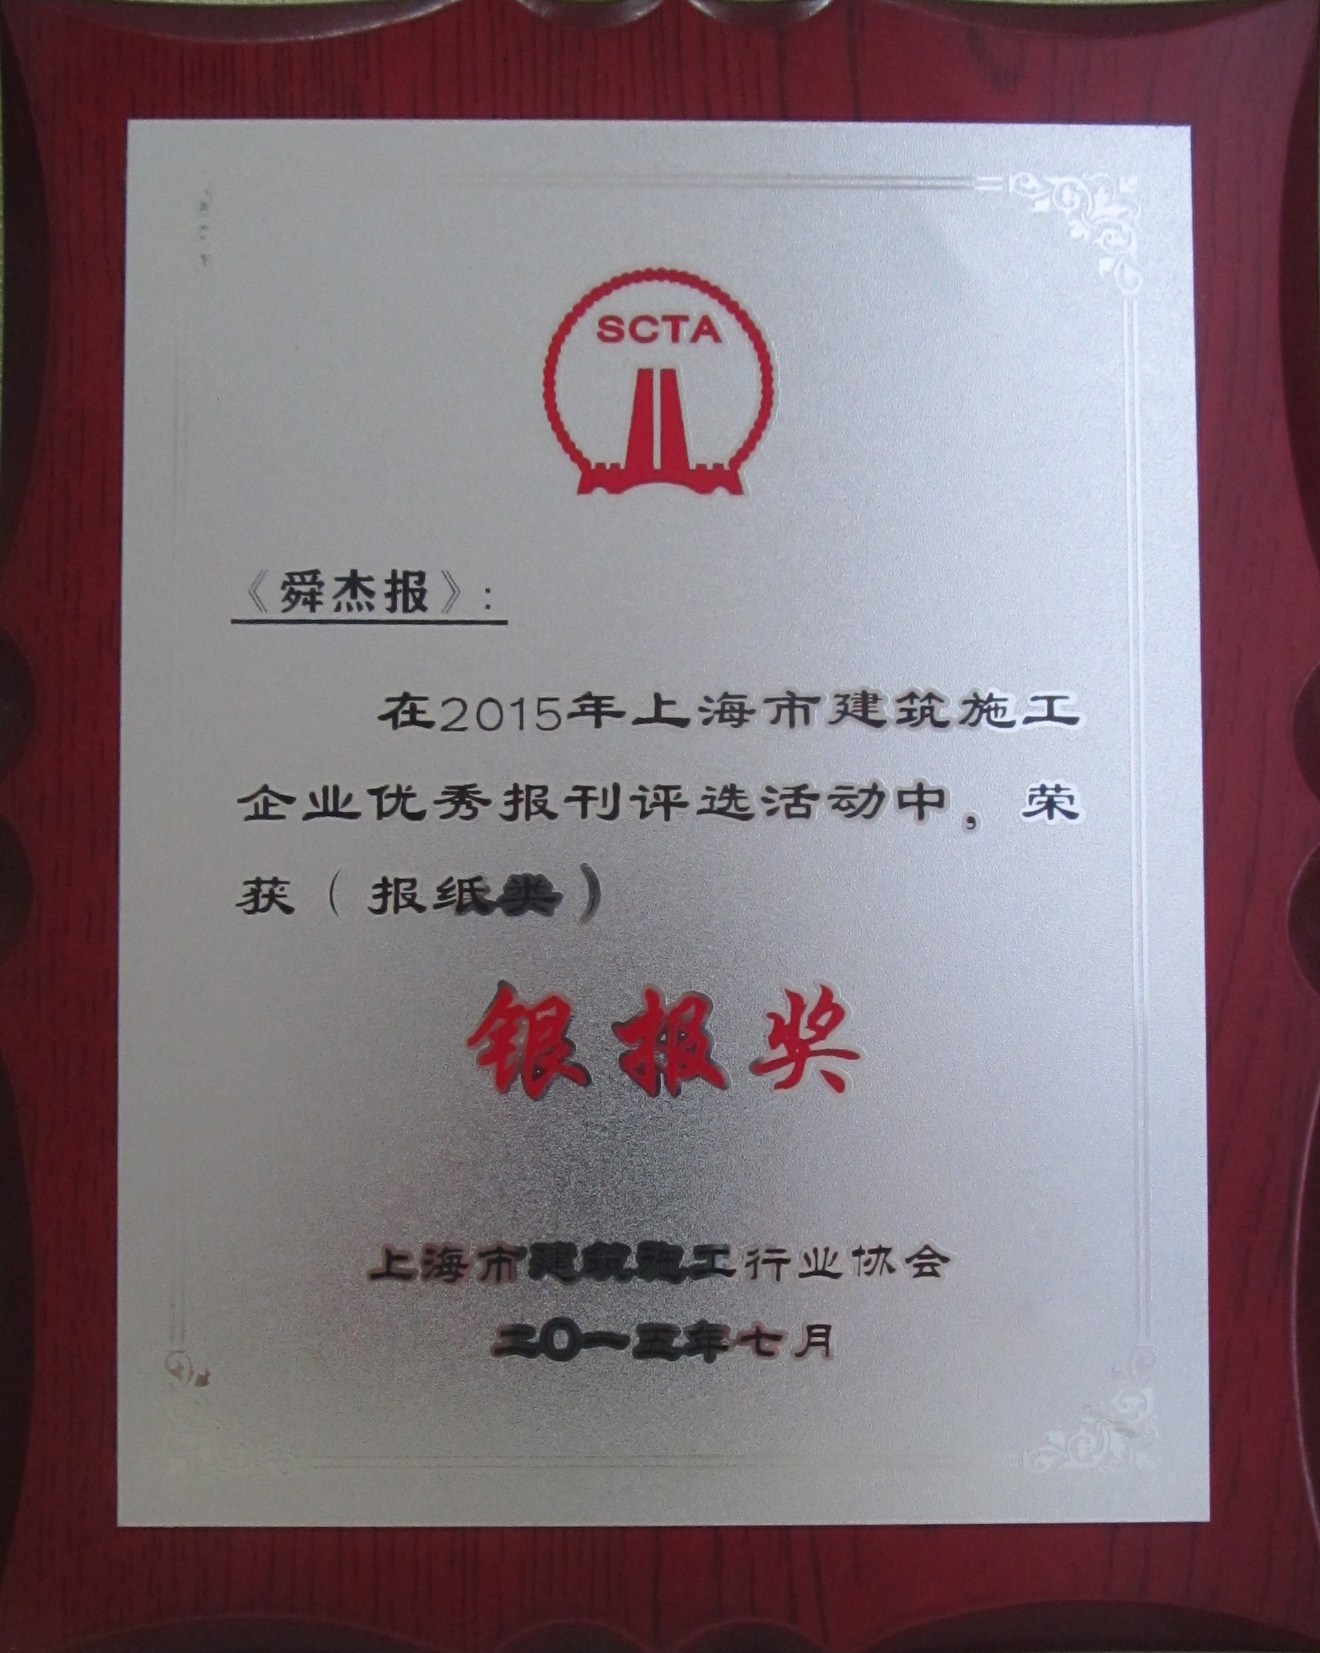 SCTA
《舜杰报》:
在2015年上海市建筑施工
企业优秀报刊评选活动中，荣
获（报纸类）
银报奖
上海市建筑施工行业协会
二〇一五年七月